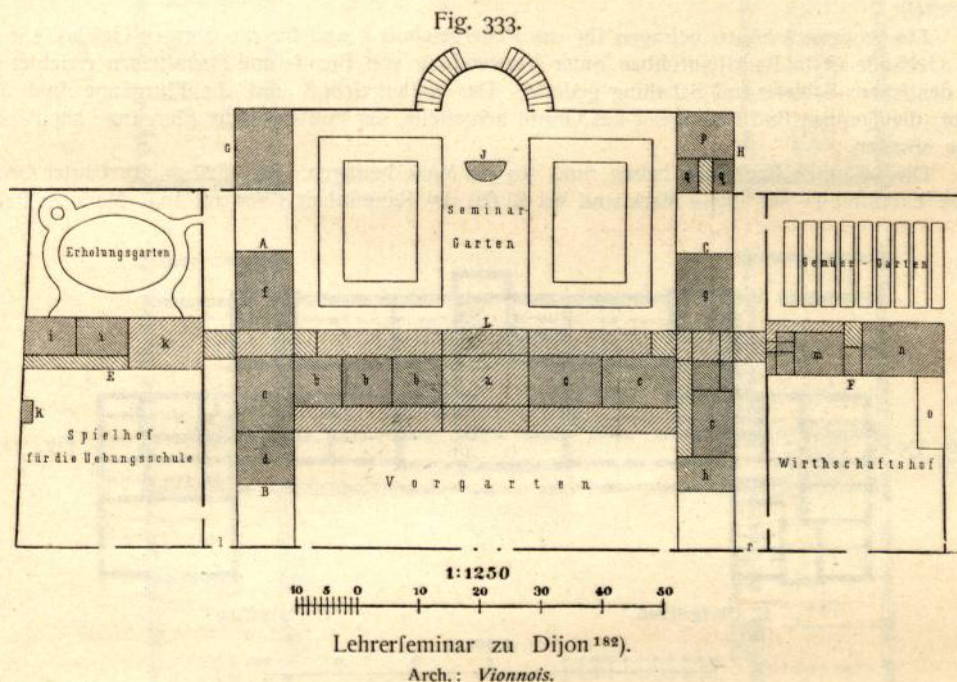 Fig. 333.
G
p
H
J
q q
Seminar
Garten
Erholungsgarten
A
C
Gemüse-Garten
f
g
L
i i k
m n
e
b b b a c c
E
F
k
o
Spielhof
für die Uebungsschule
d
h
Wirthschaftshof
B
Vorgarten
l
r
1:1250
10 5 0 10 20 30 40 50
Lehrerſeminar zu Dijon 182).
Arch.: Vionnois.